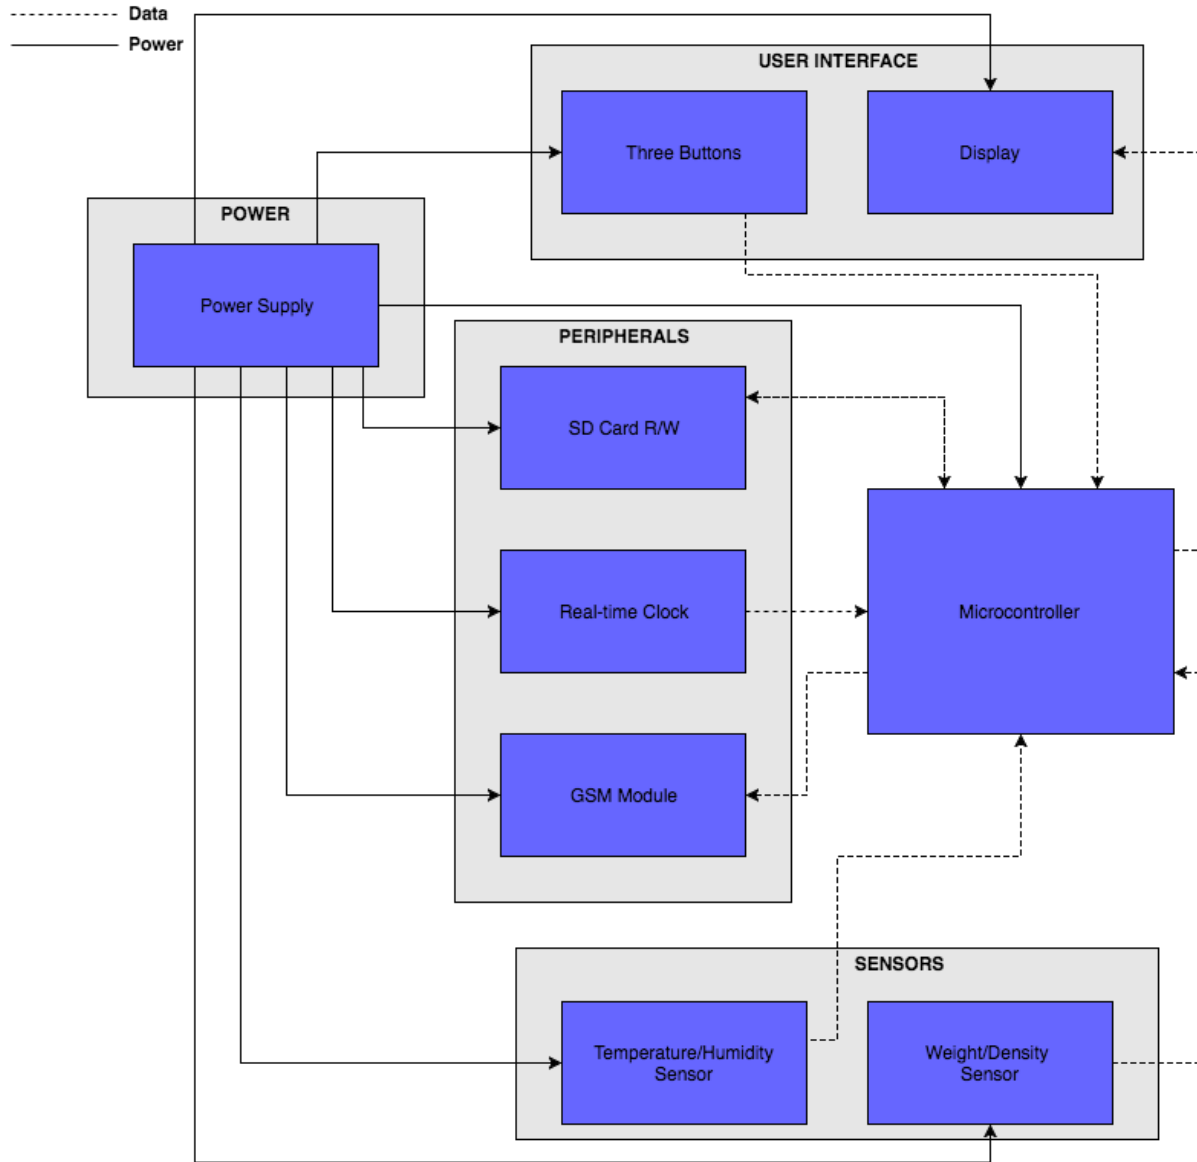 Data
Power
USER INTERFACE
Three Buttons
Display
POWER
Power Supply
PERIPHERALS
SD Card R/W
Real-time Clock
Microcontroller
GSM Module
SENSORS
Temperature/Humidity
Sensor
Weight/Density
Sensor